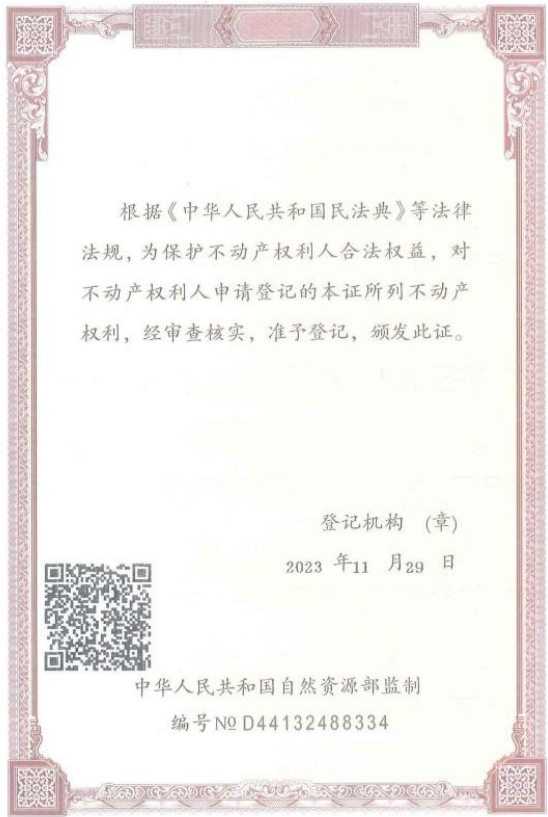 根据《中华人民共和国民法典》等法律
法规，为保护不动产权利人合法权益，对
不动产权利人申请登记的本证所列不动产
权利，经审查核实，准予登记，颁发此证。
登记机构 (章)
2023 年11 月29 日
中华人民共和国自然资源部监制
编号№ D44132488334